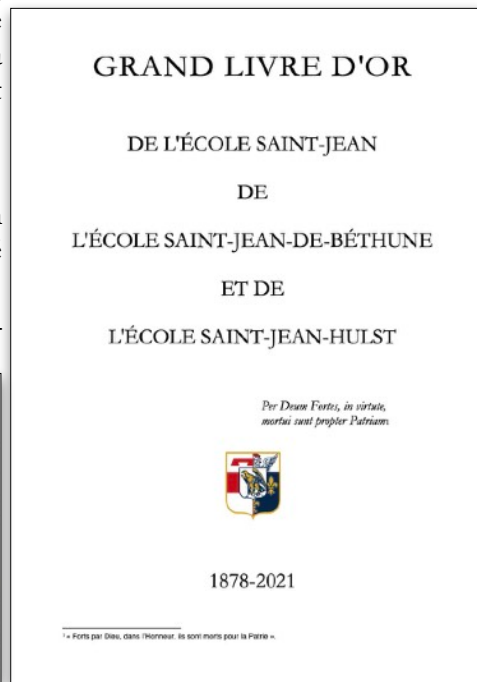 GRAND LIVRE D'OR
DE L'ÉCOLE SAINT-JEAN
DE
L'ÉCOLE SAINT-JEAN-DE-BÉTHUNE
ET DE
L'ÉCOLE SAINT-JEAN-HULST
Per Deum Fortes, in virtute,
mortui sunt propter Patriam.
1878-2021
¹ « Forts par Dieu, dans l'Honneur, ils sont morts pour la Patrie ».